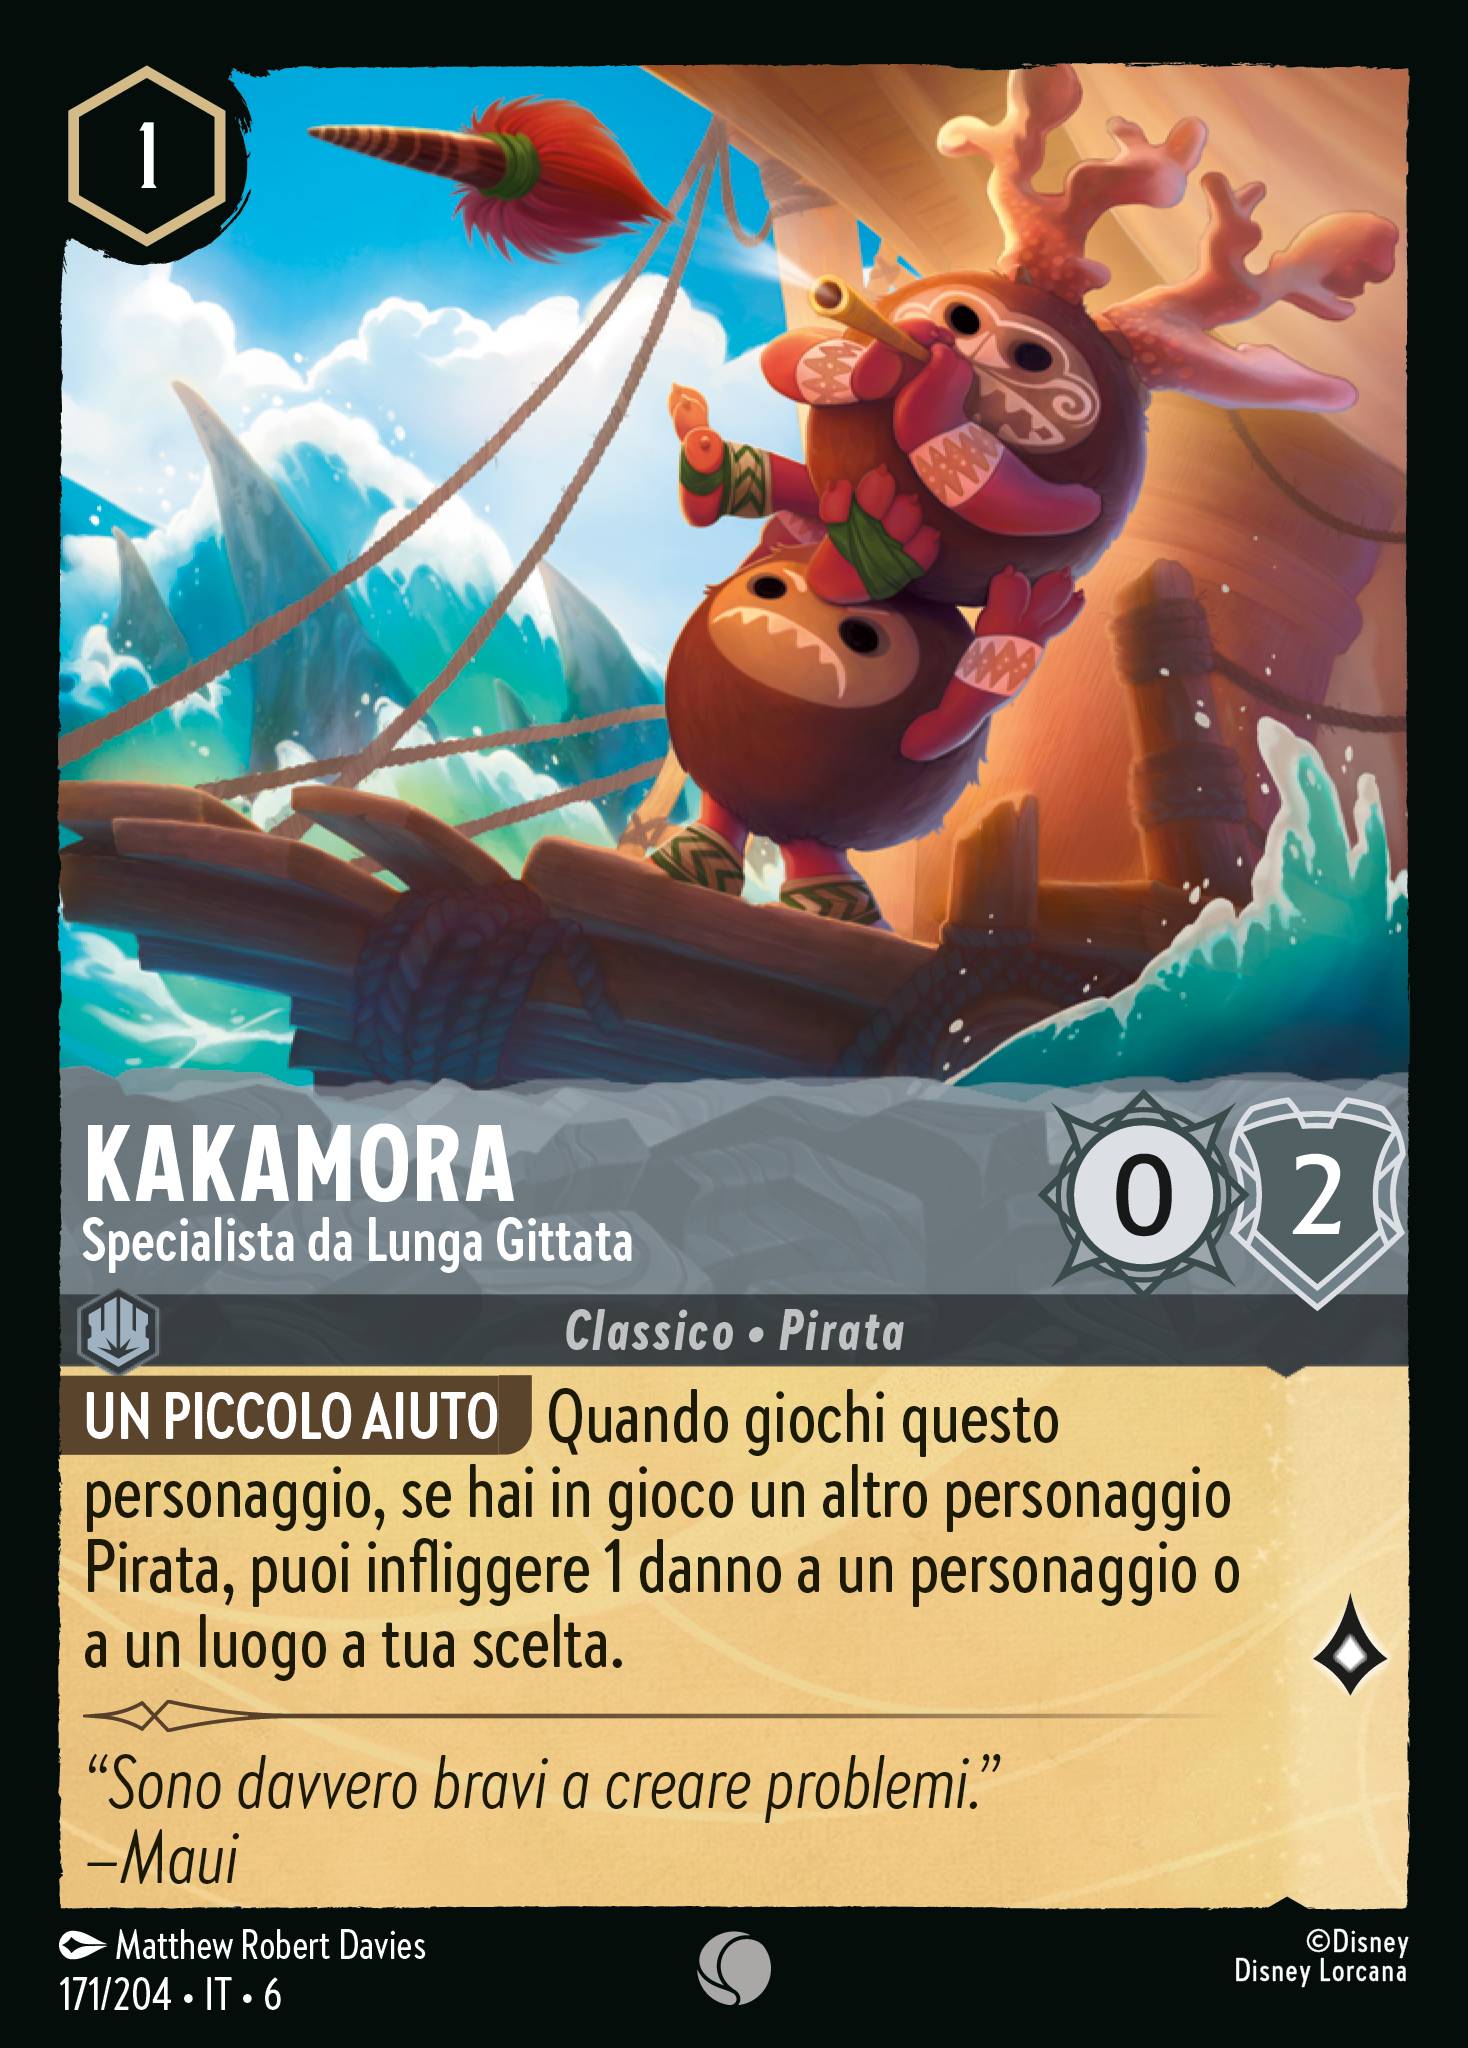 1
KAKAMORA
Specialista da Lunga Gittata
0 2
Classico • Pirata
UN PICCOLO AIUTO Quando giochi questo
personaggio, se hai in gioco un altro personaggio
Pirata, puoi infliggere 1 danno a un personaggio o
a un luogo a tua scelta.
“Sono davvero bravi a creare problemi.”
–Maui
Matthew Robert Davies
171/204 • IT • 6
©Disney
Disney Lorcana